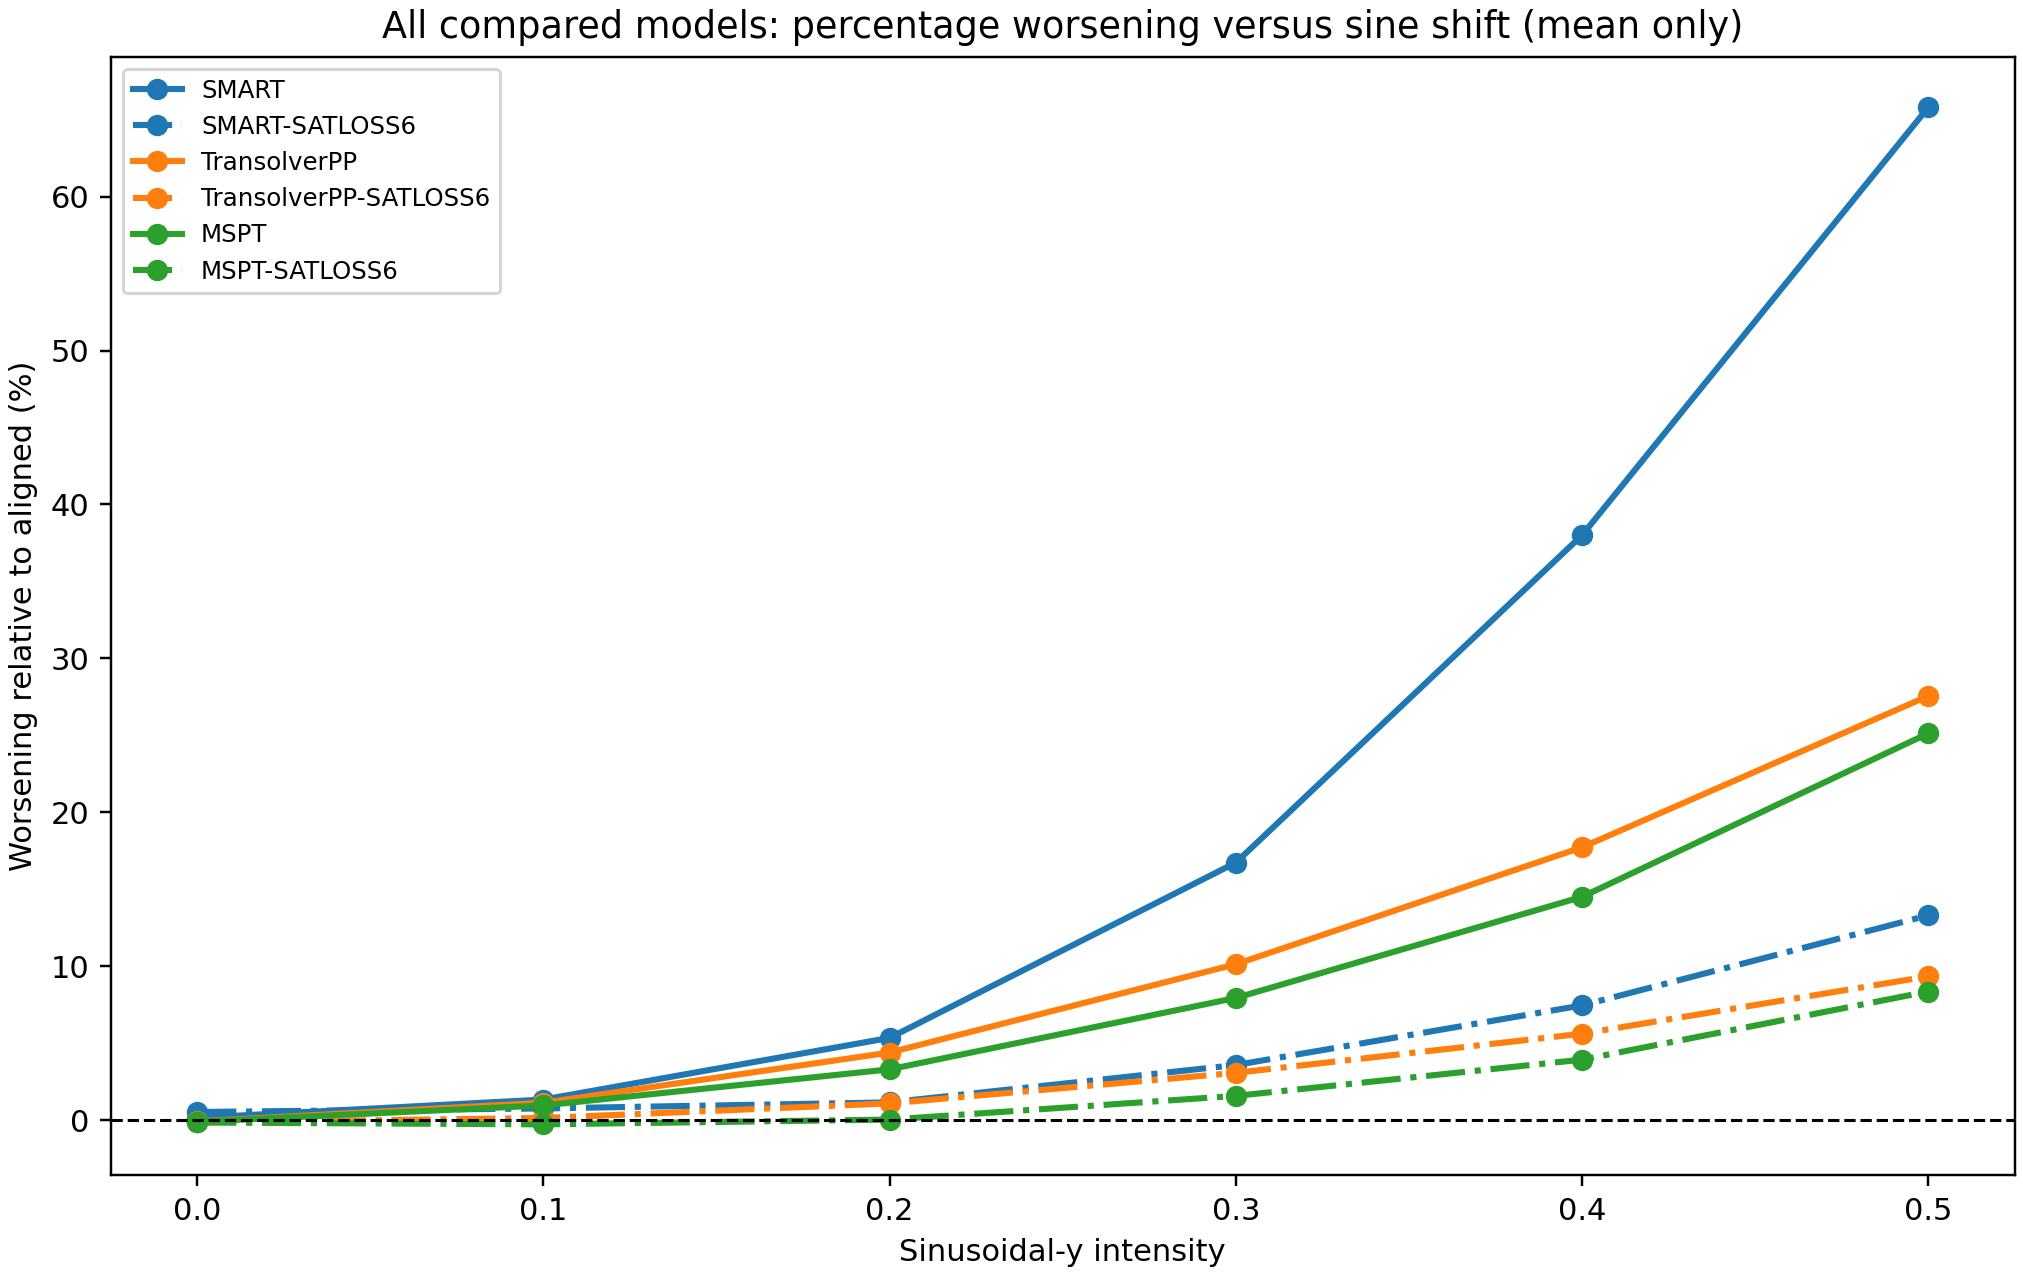 All compared models: percentage worsening versus sine shift (mean only)
SMART
SMART-SATLOSS6
TransolverPP
TransolverPP-SATLOSS6
MSPT
MSPT-SATLOSS6
Worsening relative to aligned (%)
60
50
40
30
20
10
0
0.0 0.1 0.2 0.3 0.4 0.5
Sinusoidal-y intensity